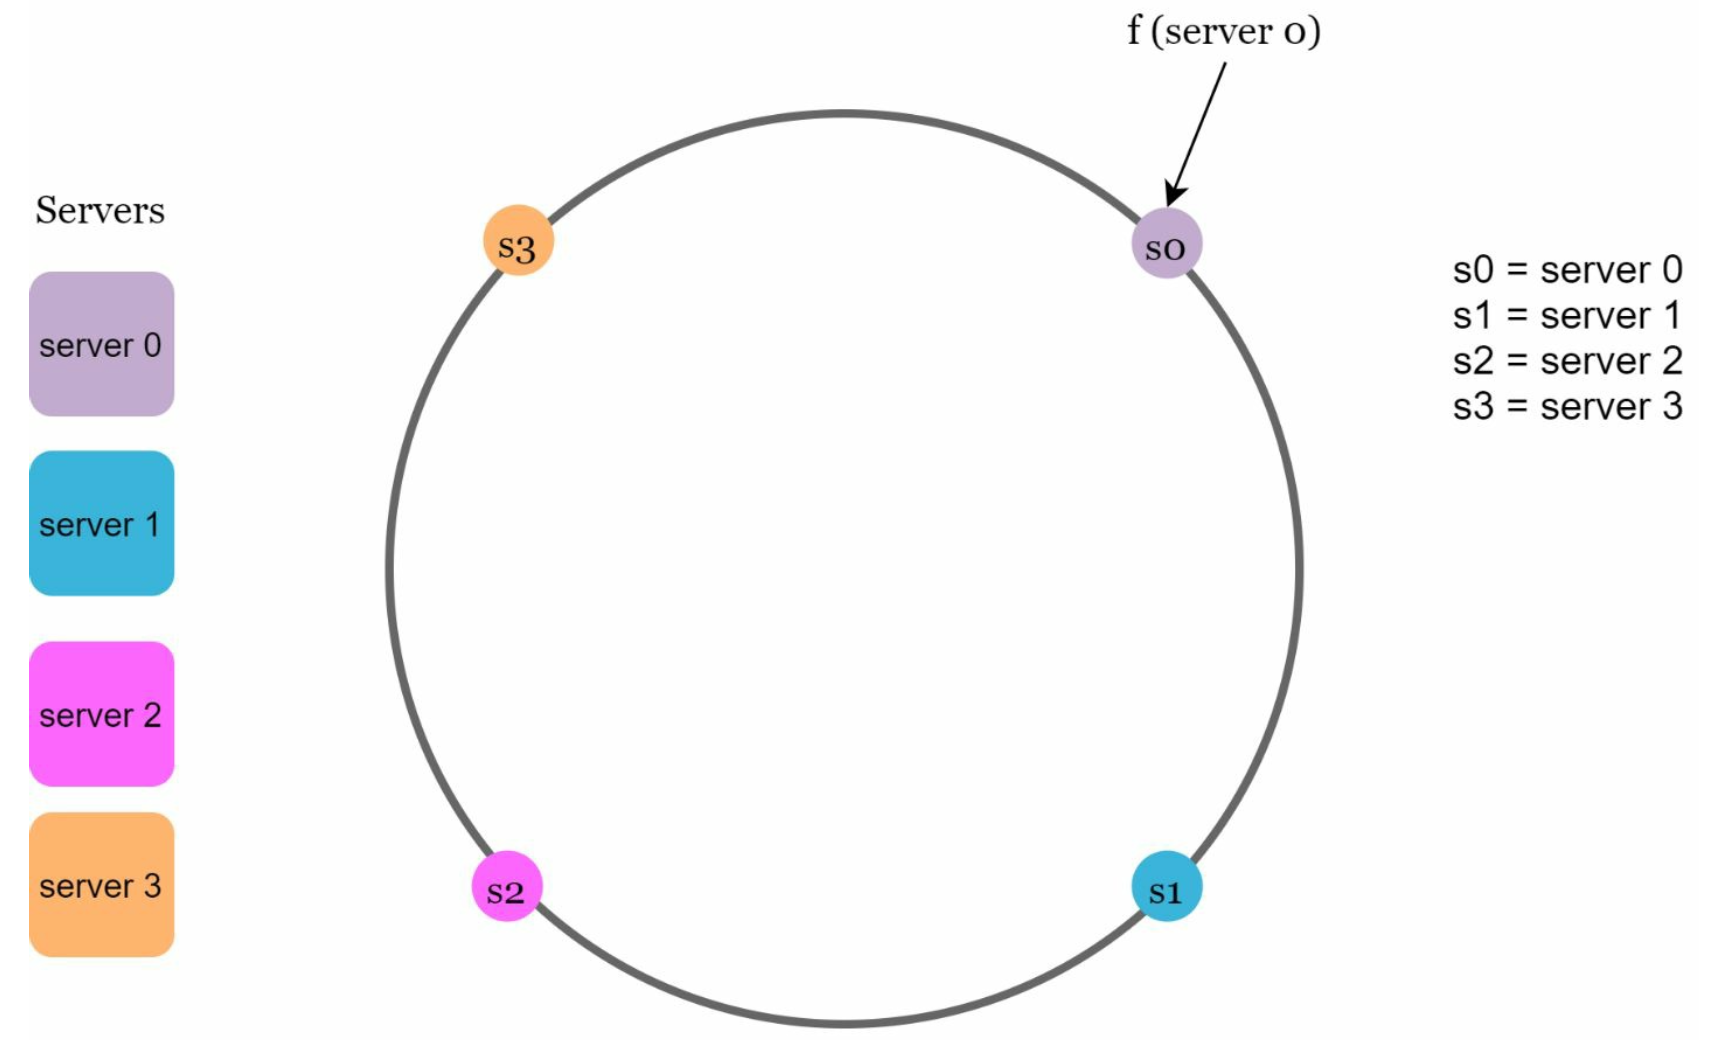 f (server 0)
Servers
server 0
server 1
server 2
server 3
s3
s0
s2
s1
s0 = server 0
s1 = server 1
s2 = server 2
s3 = server 3